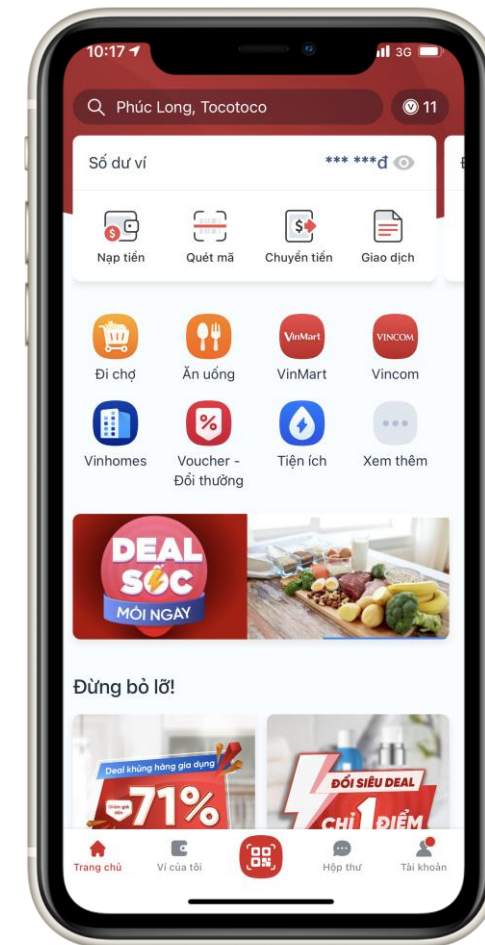 10:17
3G
Phúc Long, Tocotoco
11
Số dư ví
*** ***đ
Nạp tiền
Quét mã
Chuyển tiền
Giao dịch
VinMart
VINCOM
Đi chợ
Ăn uống
VinMart
Vincom
Vinhomes
Voucher -
Đổi thưởng
Tiện ích
Xem thêm
DEAL
SỐC
MỖI NGAY
Đừng bỏ lỡ!
Deal khủng hàng gia dụng
71%
ĐỔI SIÊU DEAL
CHỈ 1 ĐIỂM
Trang chủ
Ví của tôi
Hộp thư
Tài khoản